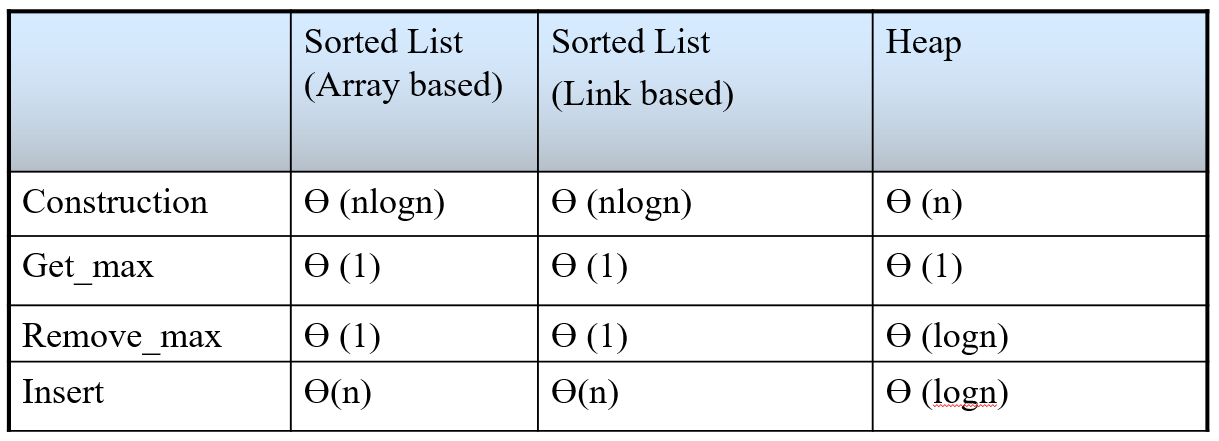 Sorted List
(Array based)
Sorted List
(Link based)
Heap
Construction
Ө (nlogn)
Ө (nlogn)
Ө (n)
Get_max
Ө (1)
Ө (1)
Ө (1)
Remove_max
Ө (1)
Ө (1)
Ө (logn)
Insert
Ө(n)
Ө(n)
Ө (logn)